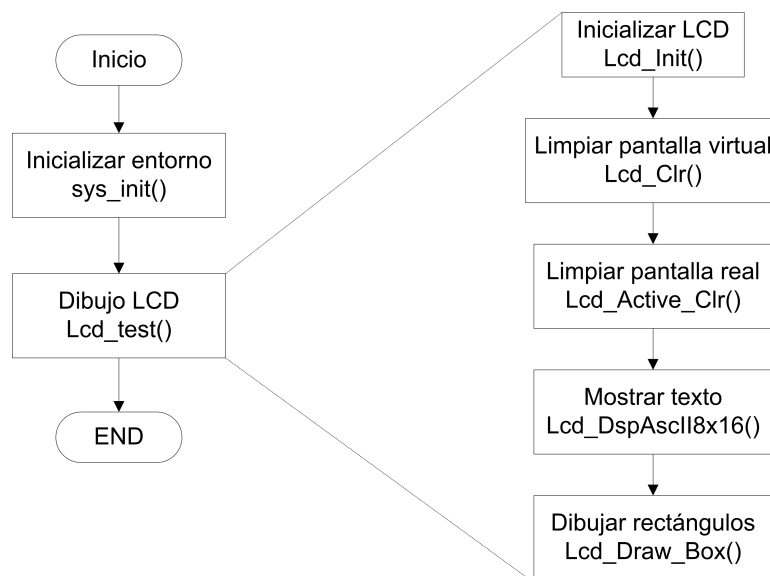 Inicio
Inicializar entorno
sys_init()
Dibujo LCD
Lcd_test()
END
Inicializar LCD
Lcd_Init()
Limpiar pantalla virtual
Lcd_Clr()
Limpiar pantalla real
Lcd_Active_Clr()
Mostrar texto
Lcd_DspAscII8x16()
Dibujar rectángulos
Lcd_Draw_Box()